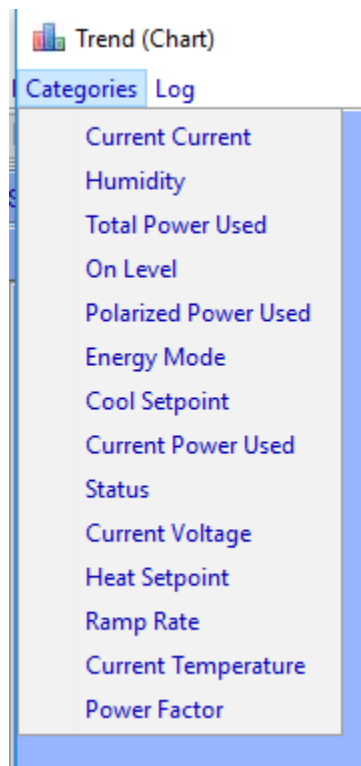 Trend (Chart)
Categories Log
Current Current
Humidity
Total Power Used
On Level
Polarized Power Used
Energy Mode
Cool Setpoint
Current Power Used
Status
Current Voltage
Heat Setpoint
Ramp Rate
Current Temperature
Power Factor